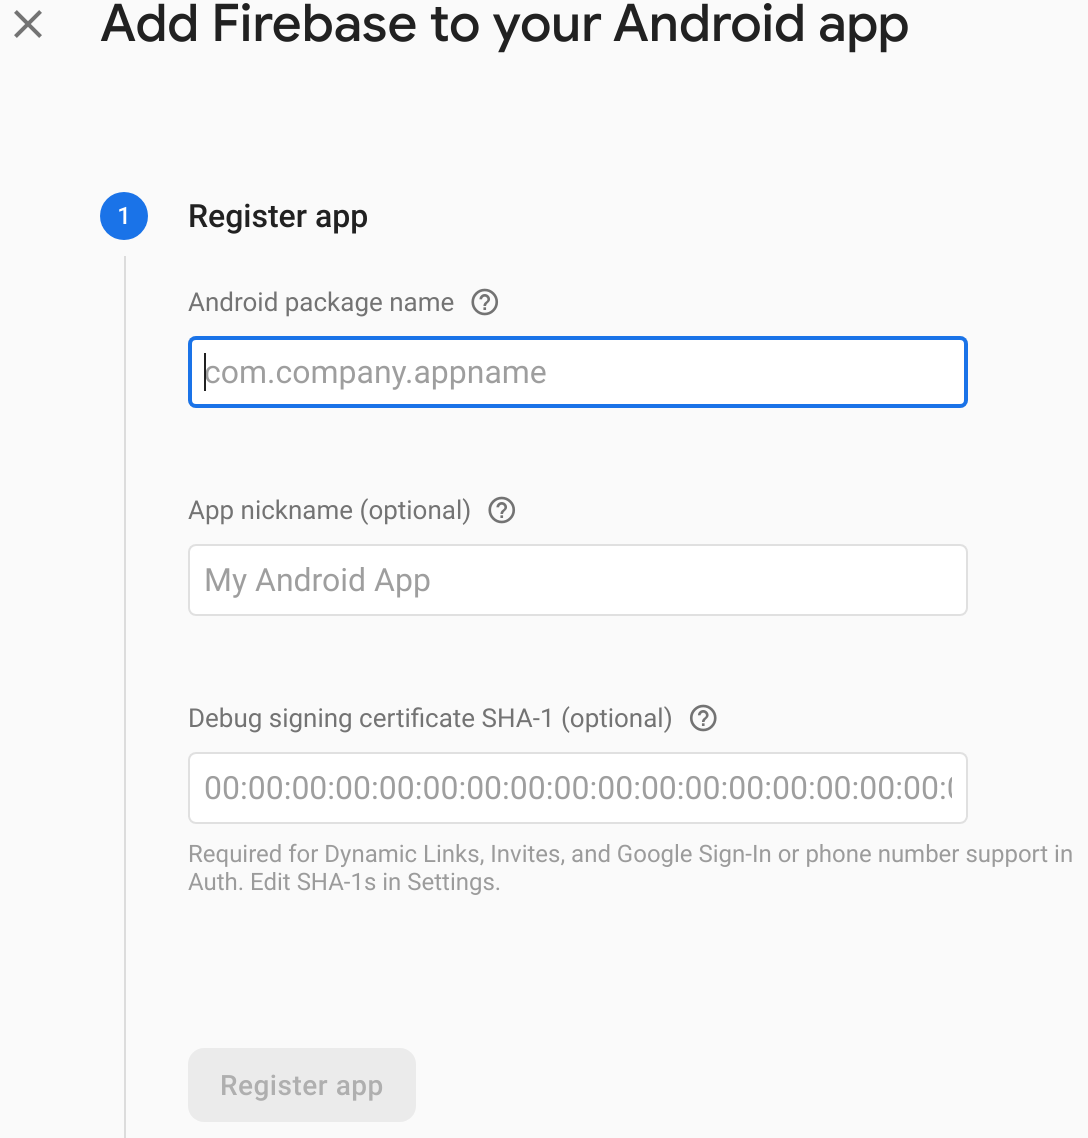 Add Firebase to your Android app
1 Register app
Android package name ?
com.company.appname
App nickname (optional) ?
My Android App
Debug signing certificate SHA-1 (optional) ?
00:00:00:00:00:00:00:00:00:00:00:00:00:00:00:00:00:
Required for Dynamic Links, Invites, and Google Sign-In or phone number support in
Auth. Edit SHA-1s in Settings.
Register app